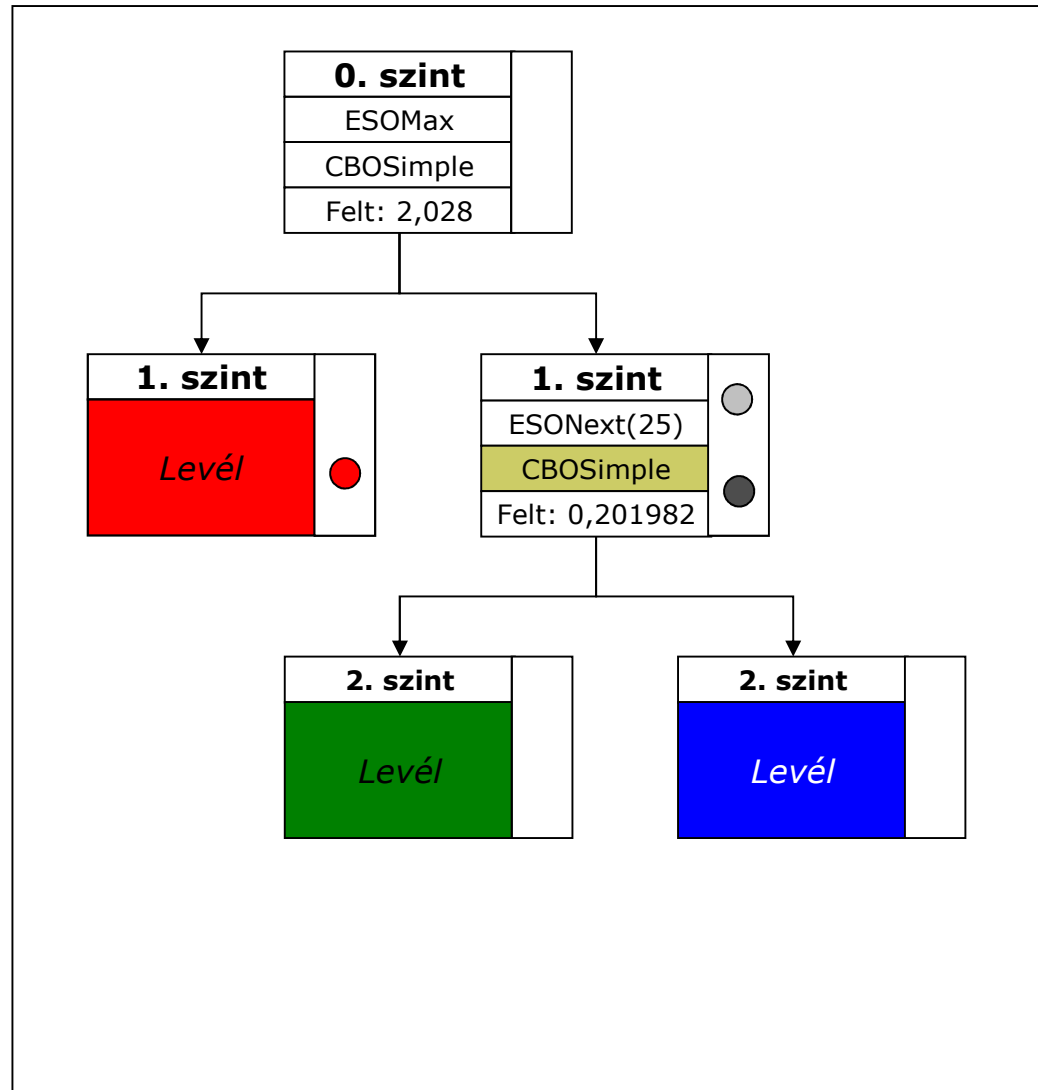 0. szint
ESOMax
CBOSimple
Felt: 2,028
1. szint
Levél
1. szint
ESONext(25)
CBOSimple
Felt: 0,201982
2. szint
Levél
2. szint
Levél